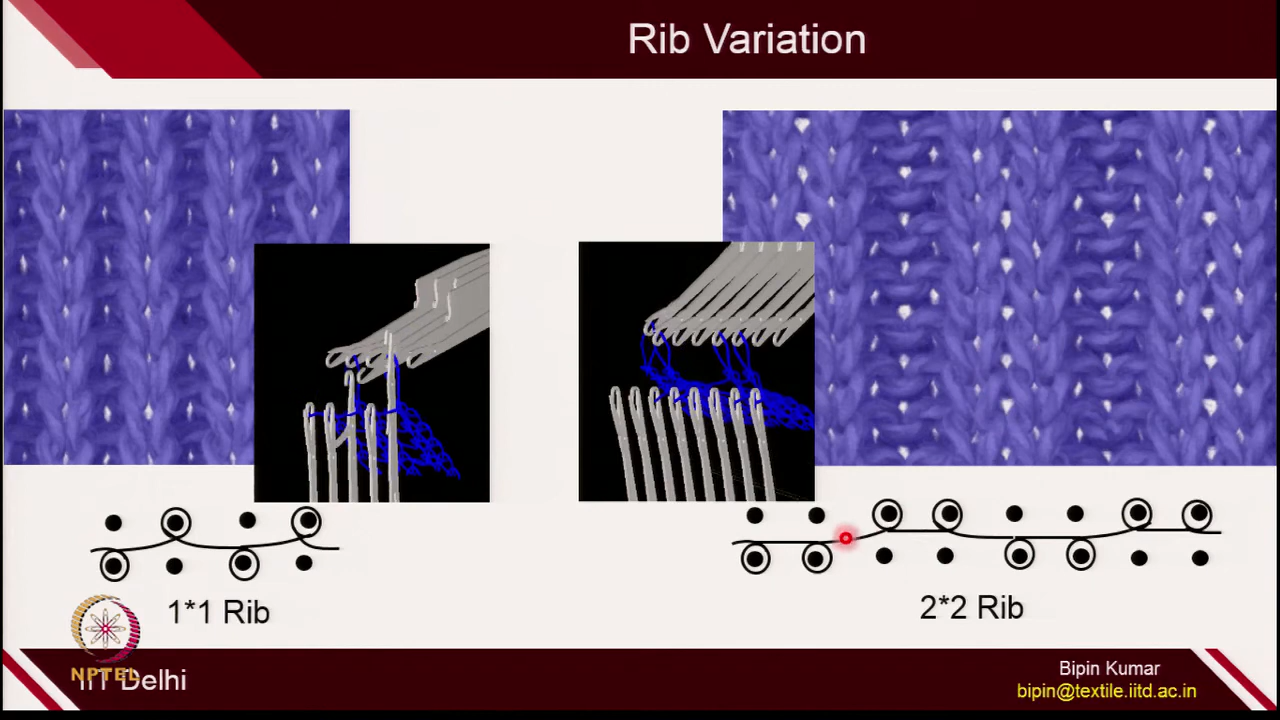 Rib Variation
1*1 Rib
2*2 Rib
NPTEL
IIT Delhi
Bipin Kumar
bipin@textile.iitd.ac.in